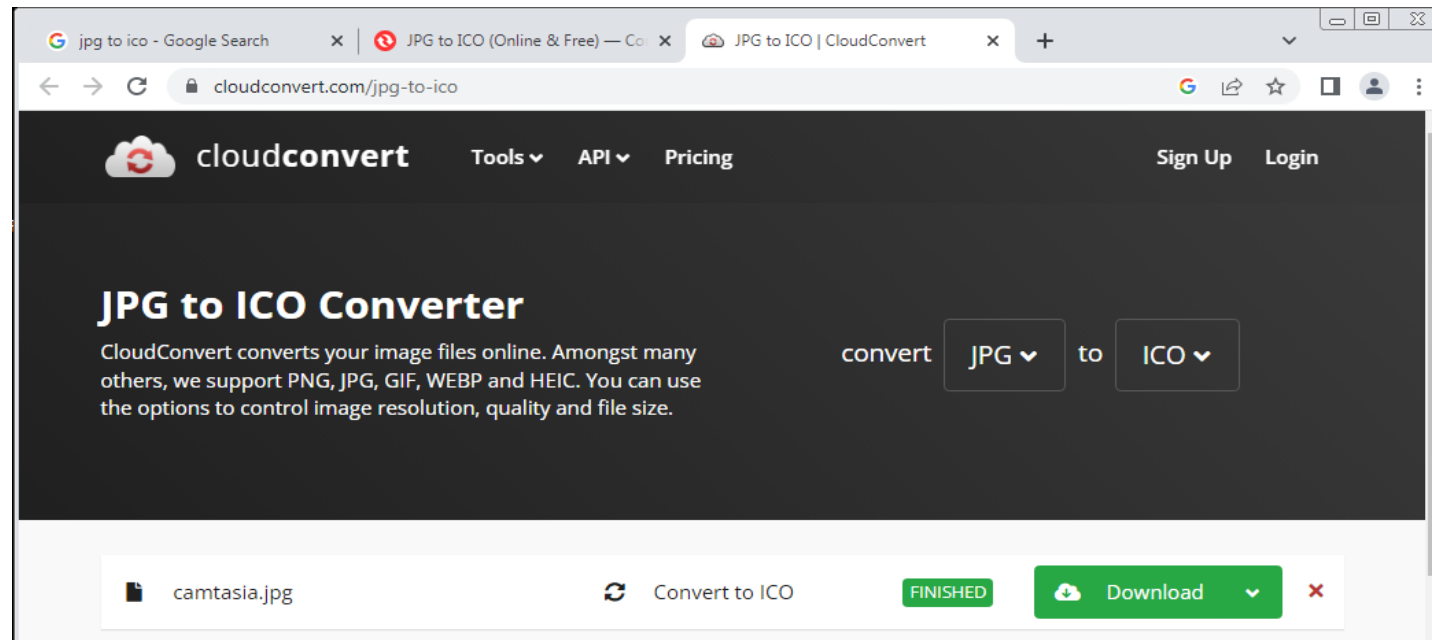 jpg to ico - Google Search
JPG to ICO (Online & Free) — Co
JPG to ICO | CloudConvert
cloudconvert.com/jpg-to-ico
cloudconvert Tools API Pricing Sign Up Login
JPG to ICO Converter
CloudConvert converts your image files online. Amongst many
others, we support PNG, JPG, GIF, WEBP and HEIC. You can use
the options to control image resolution, quality and file size.
convert JPG to ICO
camtasia.jpg Convert to ICO FINISHED Download